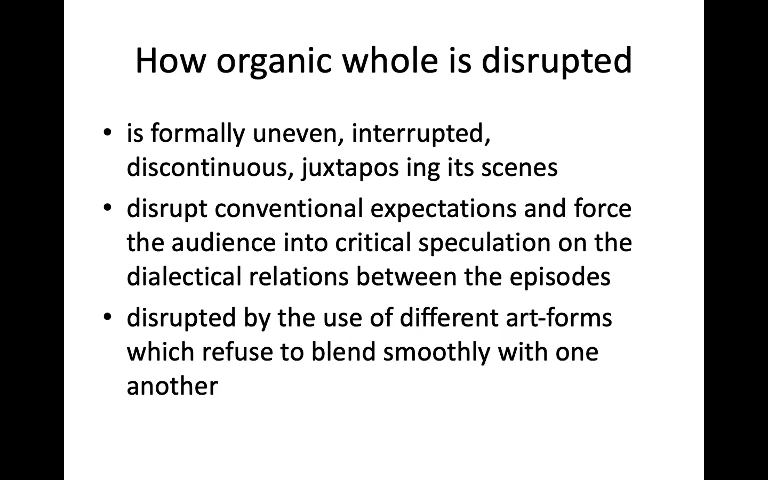 How organic whole is disrupted
• is formally uneven, interrupted,
discontinuous, juxtapos ing its scenes
• disrupt conventional expectations and force
the audience into critical speculation on the
dialectical relations between the episodes
• disrupted by the use of different art-forms
which refuse to blend smoothly with one
another